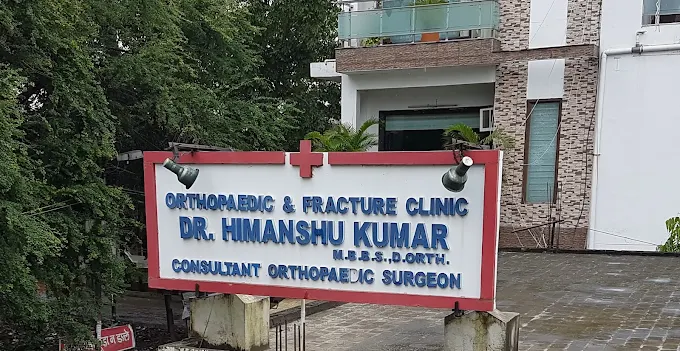 ORTHOPAEDIC & FRACTURE CLINIC
DR. HIMANSHU KUMAR
M.B.B.S.,D.ORTH.
CONSULTANT ORTHOPAEDIC SURGEON
न डालें